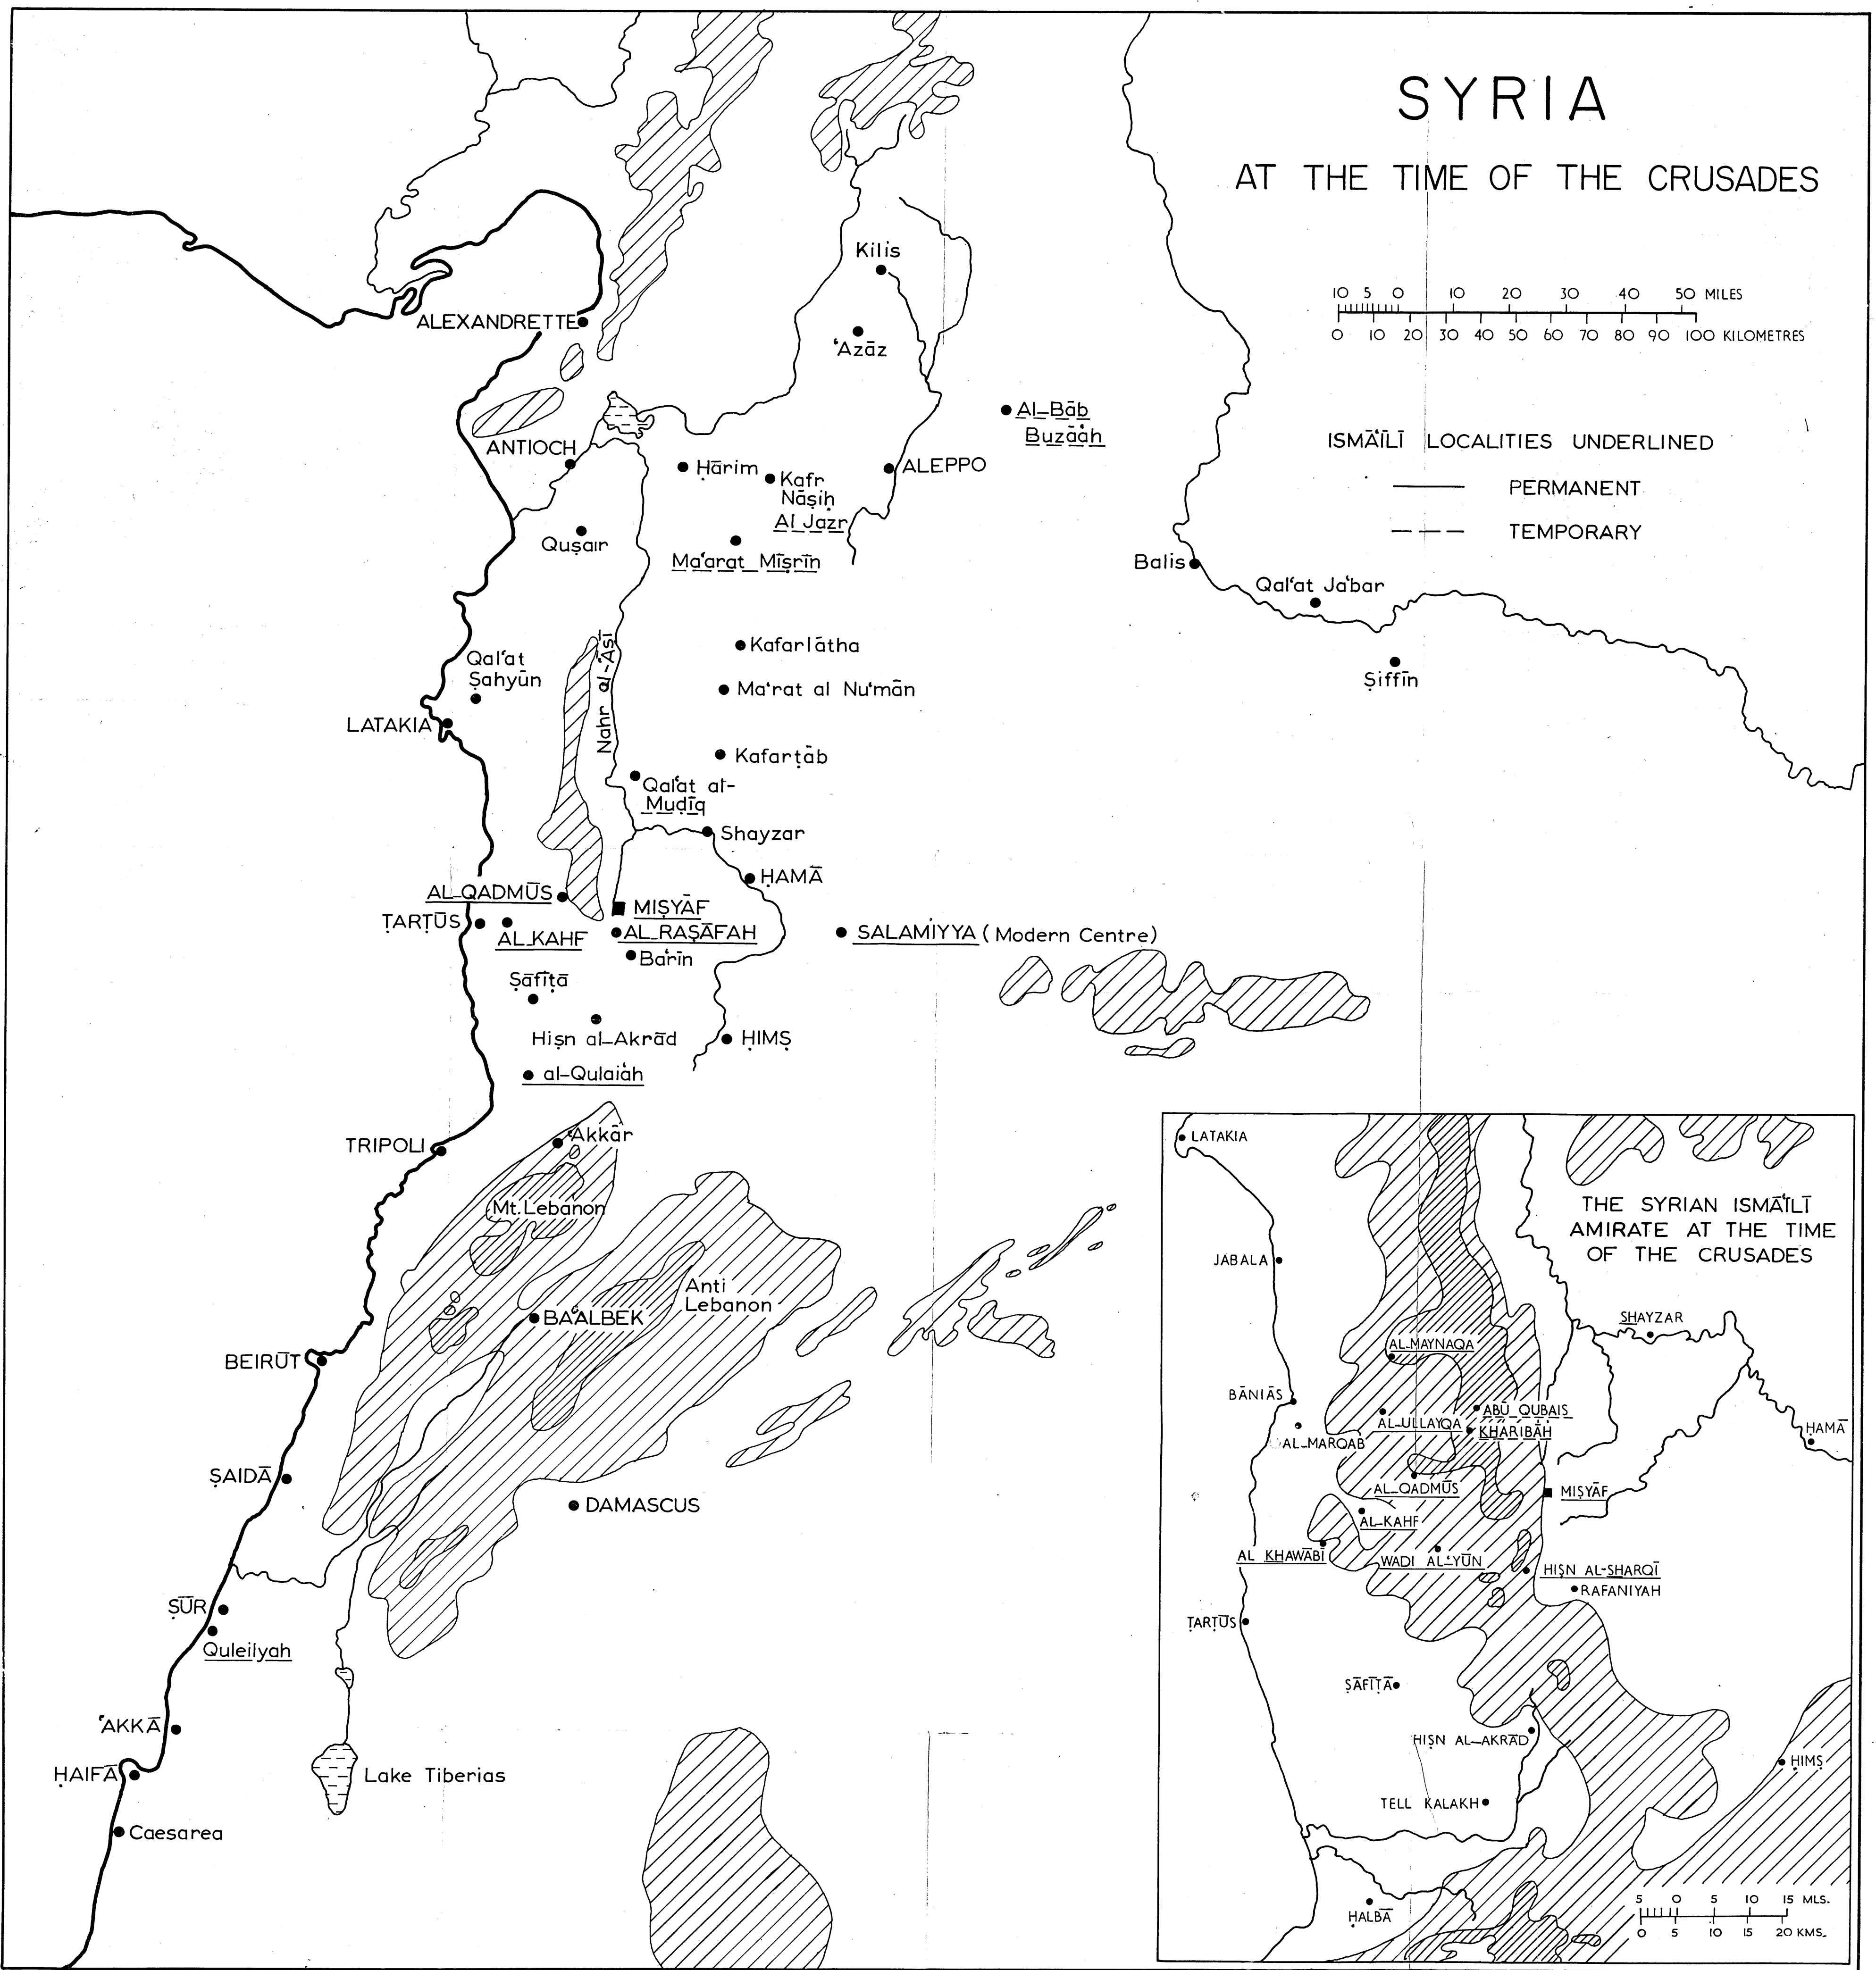 SYRIA
AT THE TIME OF THE CRUSADES
10 5 0 10 20 30 40 50 MILES
0 10 20 30 40 50 60 70 80 90 100 KILOMETRES
ISMĀʿĪLĪ LOCALITIES UNDERLINED
PERMANENT
TEMPORARY
Kilis
ALEXANDRETTE
ʿAzāz
Al-Bāb
Buzāʿah
ANTIOCH
Ḥārim
Kafr
Nāṣiḥ
Al Jazr
ALEPPO
Quṣair
Maʿarat Miṣrīn
Balis
Qalʿat Jaʿbar
Nahr al-ʿĀṣī
Kafarlātha
Qalʿat
Ṣahyūn
Maʿrat al Nuʿmān
Ṣiffīn
LATAKIA
Kafarṭāb
Qalʿat al-
Muḍīq
Shayzar
ḤAMĀ
AL-QADMŪS
MIṢYĀF
ṬARṬŪS
AL-KAHF
AL-RAṢĀFAH
SALAMIYYA (Modern Centre)
Baʿrīn
Ṣāfīṭā
Ḥiṣn al-Akrād
ḤIMṢ
al-Qulaiʿah
TRIPOLI
ʿAkkār
Mt. Lebanon
Anti
Lebanon
BAʿALBEK
BEIRŪT
ṢAIDĀ
DAMASCUS
ṢŪR
Quleilyah
ʿAKKĀ
ḤAIFĀ
Lake Tiberias
Caesarea
THE SYRIAN ISMĀʿĪLĪ
AMIRATE AT THE TIME
OF THE CRUSADES
LATAKIA
JABALA
SHAYZAR
AL-MAYNAQA
BĀNIĀS
ABŪ QUBAIS
AL-ULLAYQA
KHARIBAH
ḤAMĀ
AL-MARQAB
AL-QADMŪS
MIṢYĀF
AL-KAHF
AL KHAWĀBĪ
WADI AL-ʿYŪN
ḤIṢN AL-SHARQĪ
RAFANIYAH
ṬARṬŪS
ṢĀFĪṬĀ
ḤIṢN AL-AKRĀD
ḤIMṢ
TELL KALAKH
ḤALBĀ
5 0 5 10 15 MLS.
0 5 10 15 20 KMS.